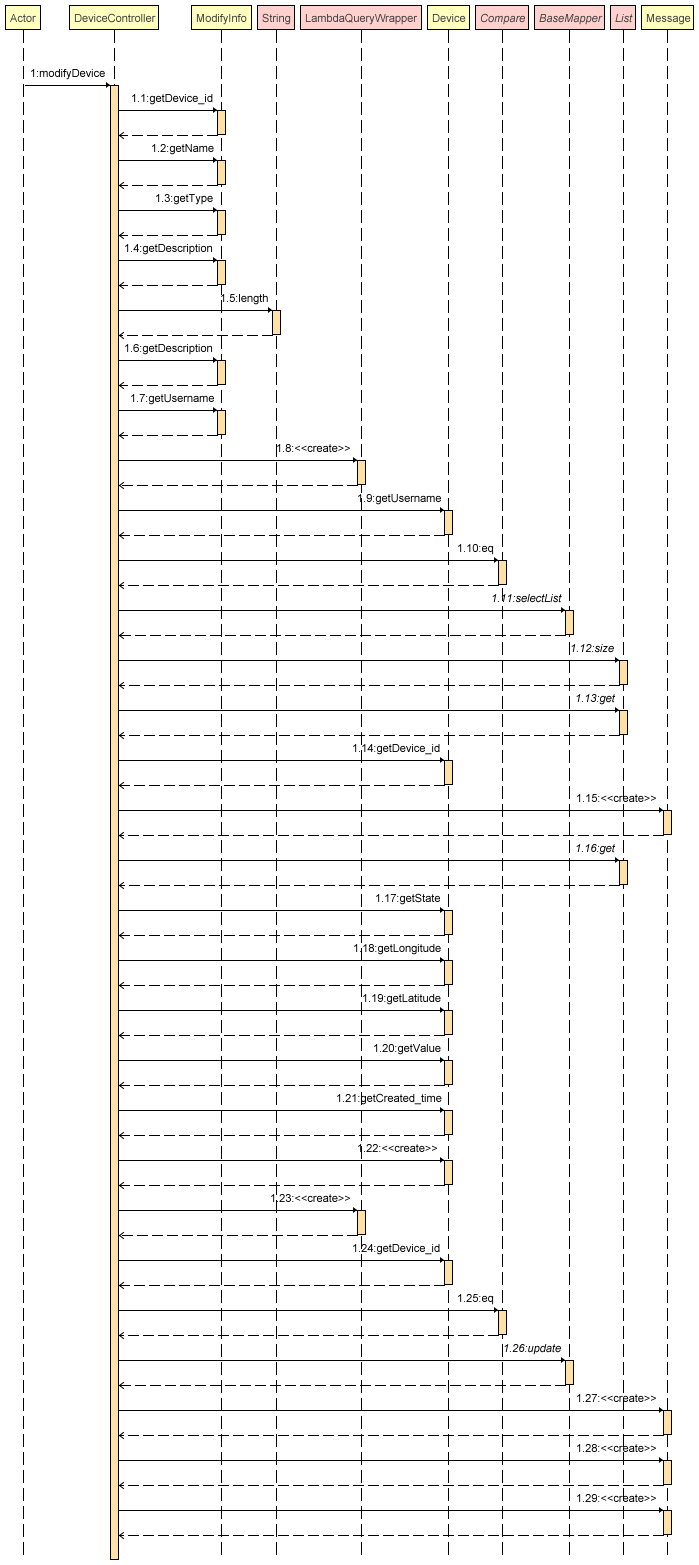 Actor
DeviceController
ModifyInfo
String
LambdaQueryWrapper
Device
Compare
BaseMapper
List
Message
1:modifyDevice
1.1:getDevice_id
1.2:getName
1.3:getType
1.4:getDescription
1.5:length
1.6:getDescription
1.7:getUsername
1.8:<<create>>
1.9:getUsername
1.10:eq
1.11:selectList
1.12:size
1.13:get
1.14:getDevice_id
1.15:<<create>>
1.16:get
1.17:getState
1.18:getLongitude
1.19:getLatitude
1.20:getValue
1.21:getCreated_time
1.22:<<create>>
1.23:<<create>>
1.24:getDevice_id
1.25:eq
1.26:update
1.27:<<create>>
1.28:<<create>>
1.29:<<create>>